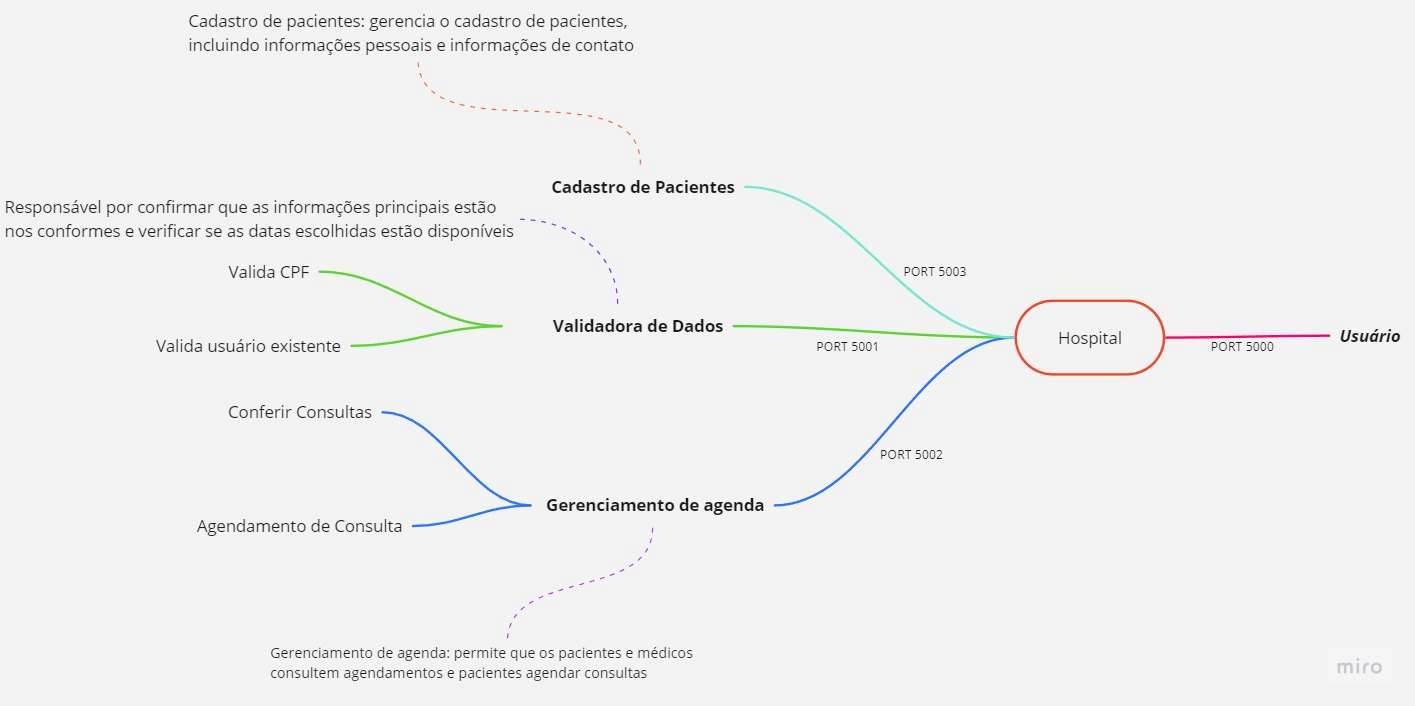 Cadastro de pacientes: gerencia o cadastro de pacientes,
incluindo informações pessoais e informações de contato
Cadastro de Pacientes
Responsável por confirmar que as informações principais estão
nos conformes e verificar se as datas escolhidas estão disponíveis
Valida CPF
PORT 5003
Validadora de Dados
Hospital
Usuário
Valida usuário existente
PORT 5001
PORT 5000
Conferir Consultas
PORT 5002
Gerenciamento de agenda
Agendamento de Consulta
Gerenciamento de agenda: permite que os pacientes e médicos
consultem agendamentos e pacientes agendar consultas
miro